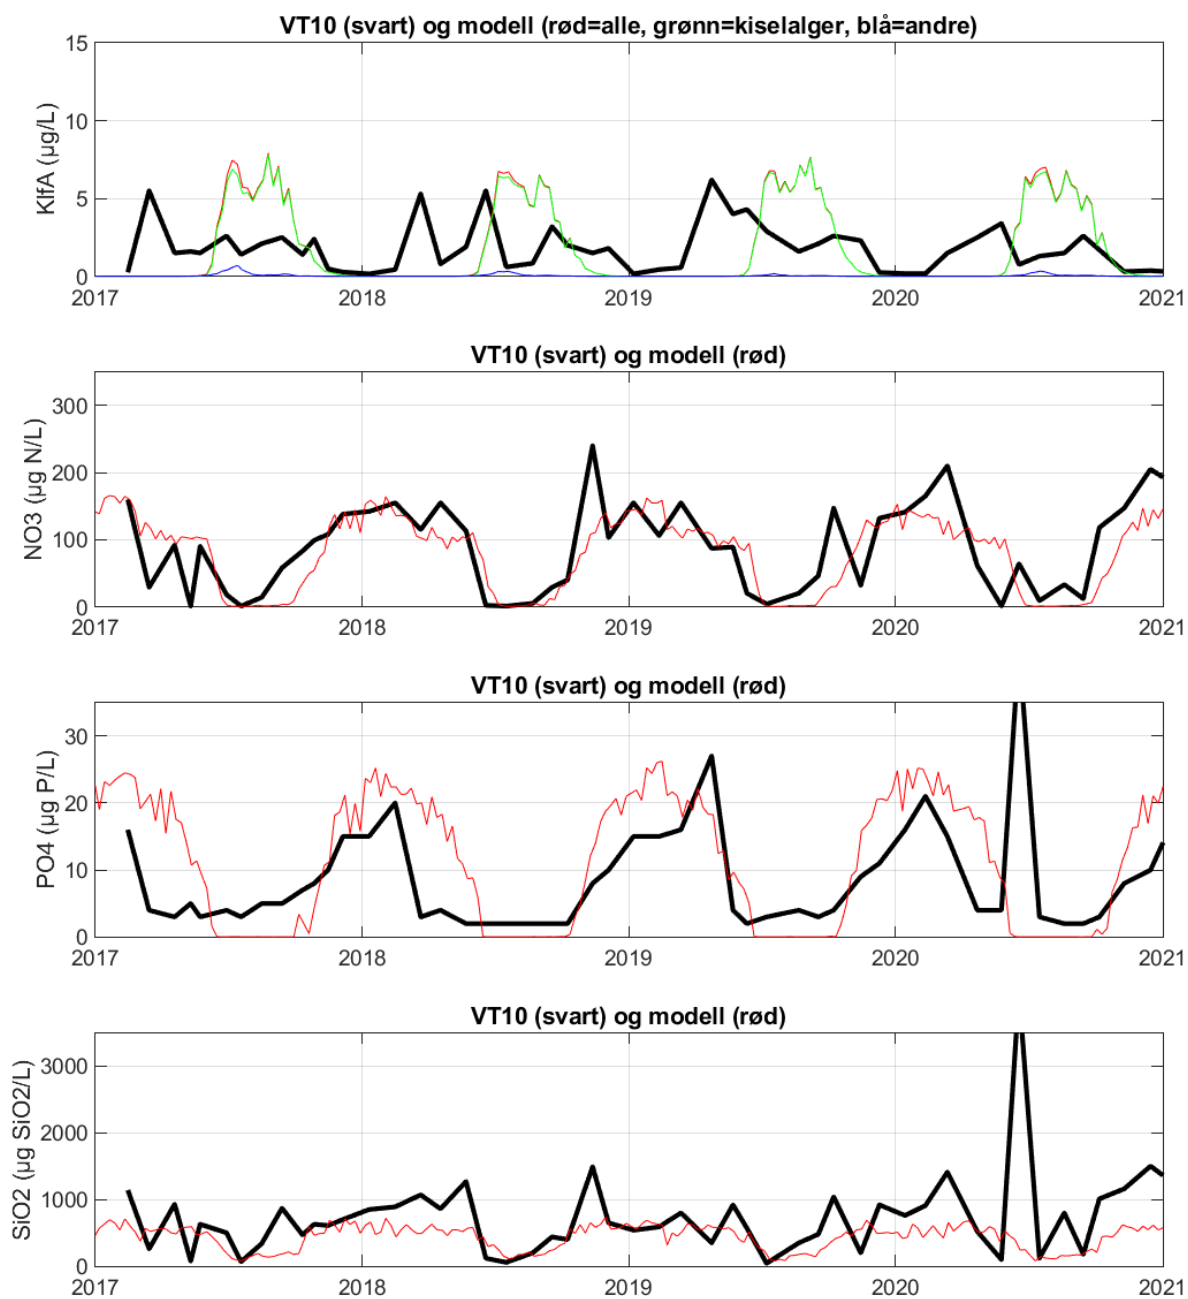 VT10 (svart) og modell (rød=alle, grønn=kiselalger, blå=andre)
15
10
5
0
KlfA (µg/L)
2017 2018 2019 2020 2021
VT10 (svart) og modell (rød)
300
200
100
0
NO3 (µg N/L)
2017 2018 2019 2020 2021
VT10 (svart) og modell (rød)
30
20
10
0
PO4 (µg P/L)
2017 2018 2019 2020 2021
VT10 (svart) og modell (rød)
3000
2000
1000
0
SiO2 (µg SiO2/L)
2017 2018 2019 2020 2021